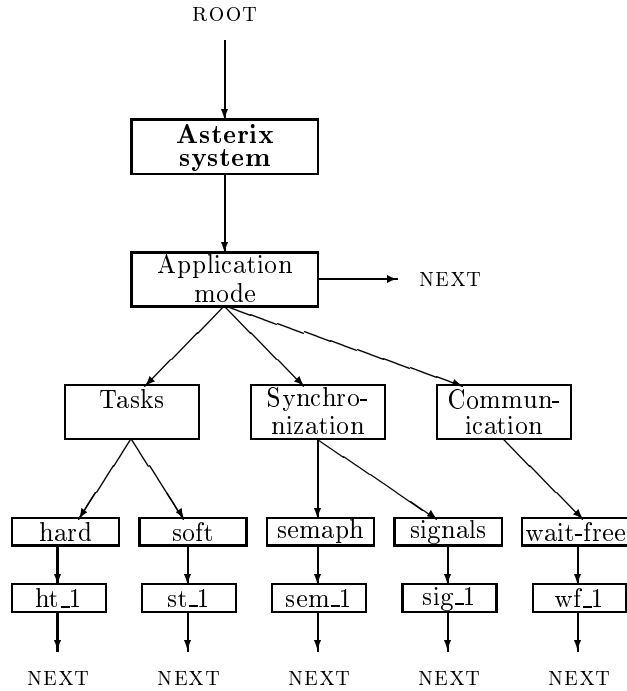 ROOT
Asterix
system
Application
mode
NEXT
Tasks
Synchro-
nization
Commun-
ication
hard
soft
semaph
signals
wait-free
ht_1
st_1
sem_1
sig_1
wf_1
NEXT
NEXT
NEXT
NEXT
NEXT